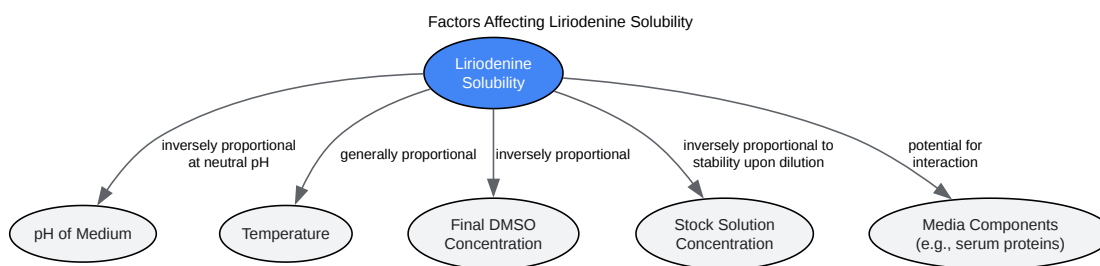 Factors Affecting Liriodenine Solubility
Liriodenine
Solubility
inversely proportional
at neutral pH
generally proportional
inversely proportional
inversely proportional to
stability upon dilution
potential for
interaction
pH of Medium
Temperature
Final DMSO
Concentration
Stock Solution
Concentration
Media Components
(e.g., serum proteins)